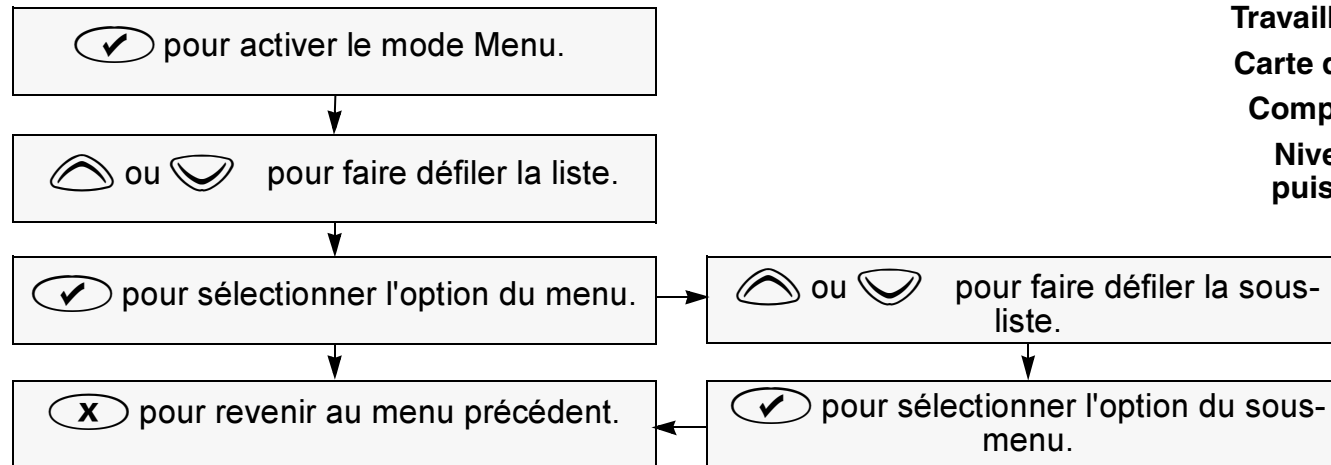 ✔ pour activer le mode Menu.
ou pour faire défiler la liste.
✔ pour sélectionner l'option du menu.
x pour revenir au menu précédent.
ou pour faire défiler la sous-
liste.
✔ pour sélectionner l'option du sous-
menu.
Carte